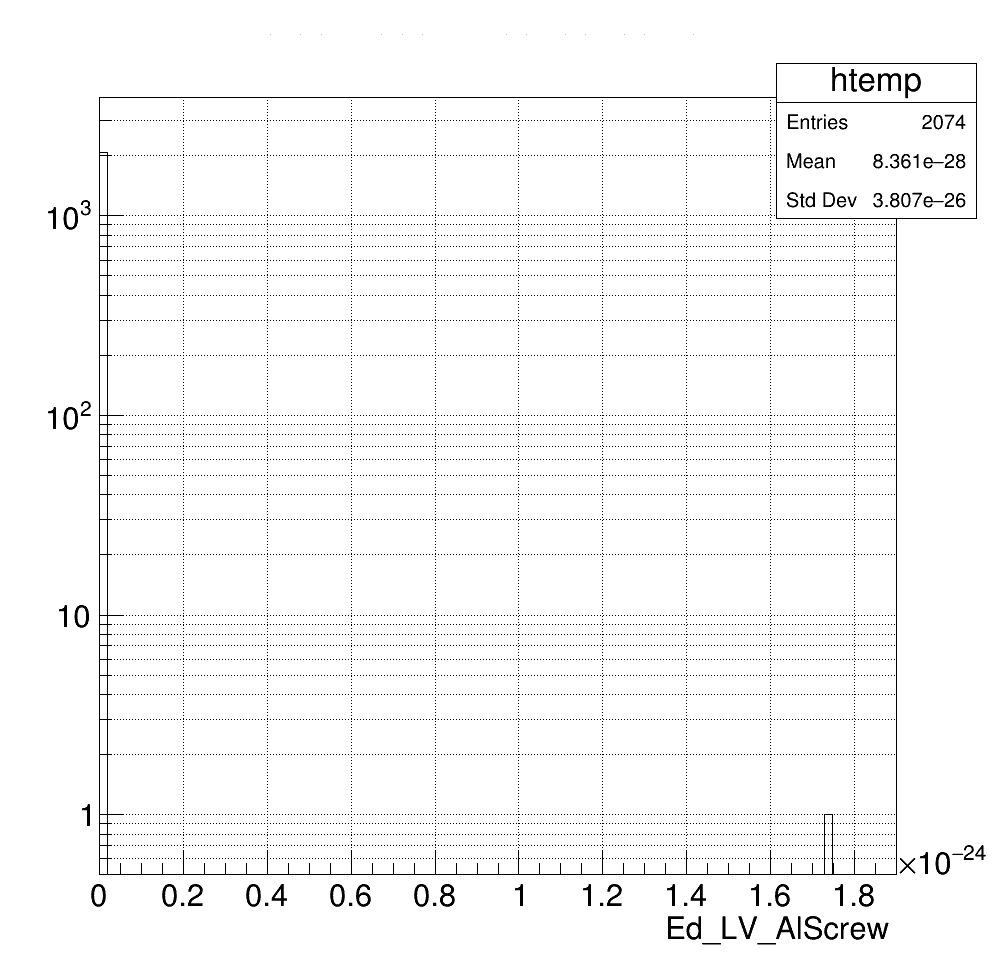 htemp
Entries 2074
Mean 8.361e−28
Std Dev 3.807e−26
10³
10²
10
1
0 0.2 0.4 0.6 0.8 1 1.2 1.4 1.6 1.8
×10⁻²⁴
Ed_LV_AlScrew